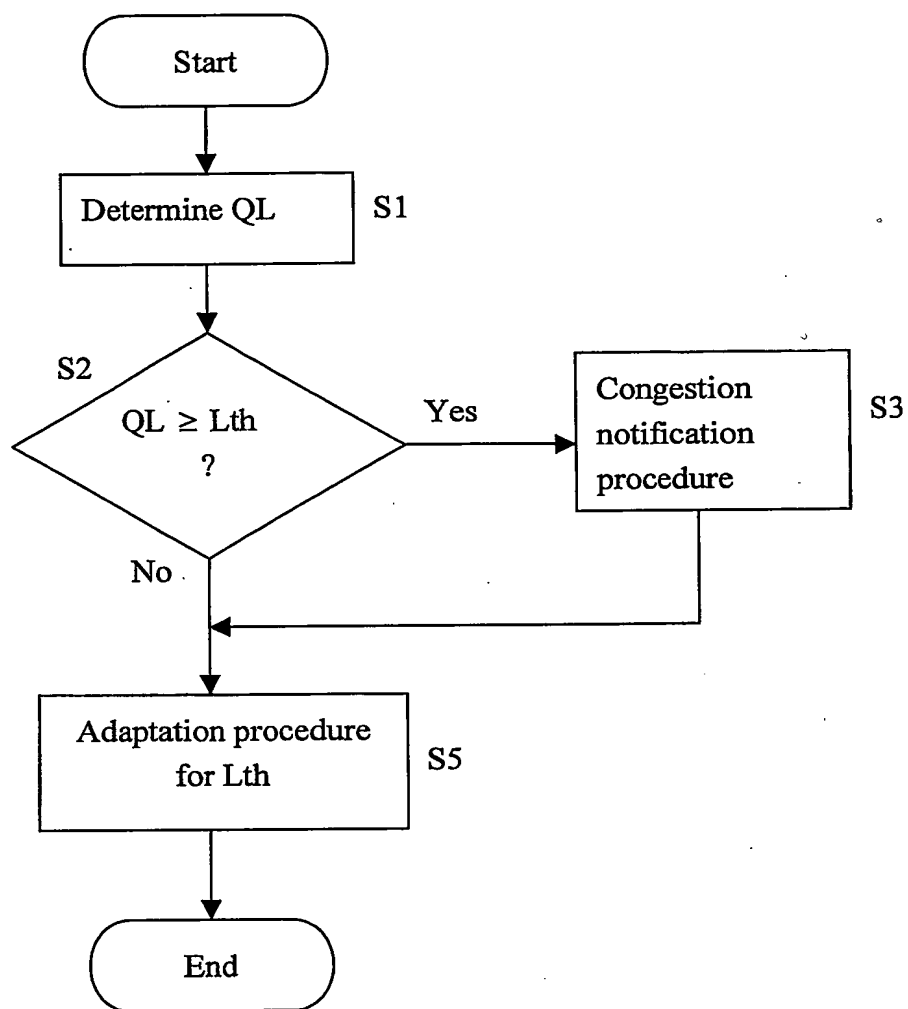 Start
Determine QL
S1
S2
QL ≥ Lth
?
Yes
Congestion
notification
procedure
S3
No
Adaptation procedure
for Lth
S5
End